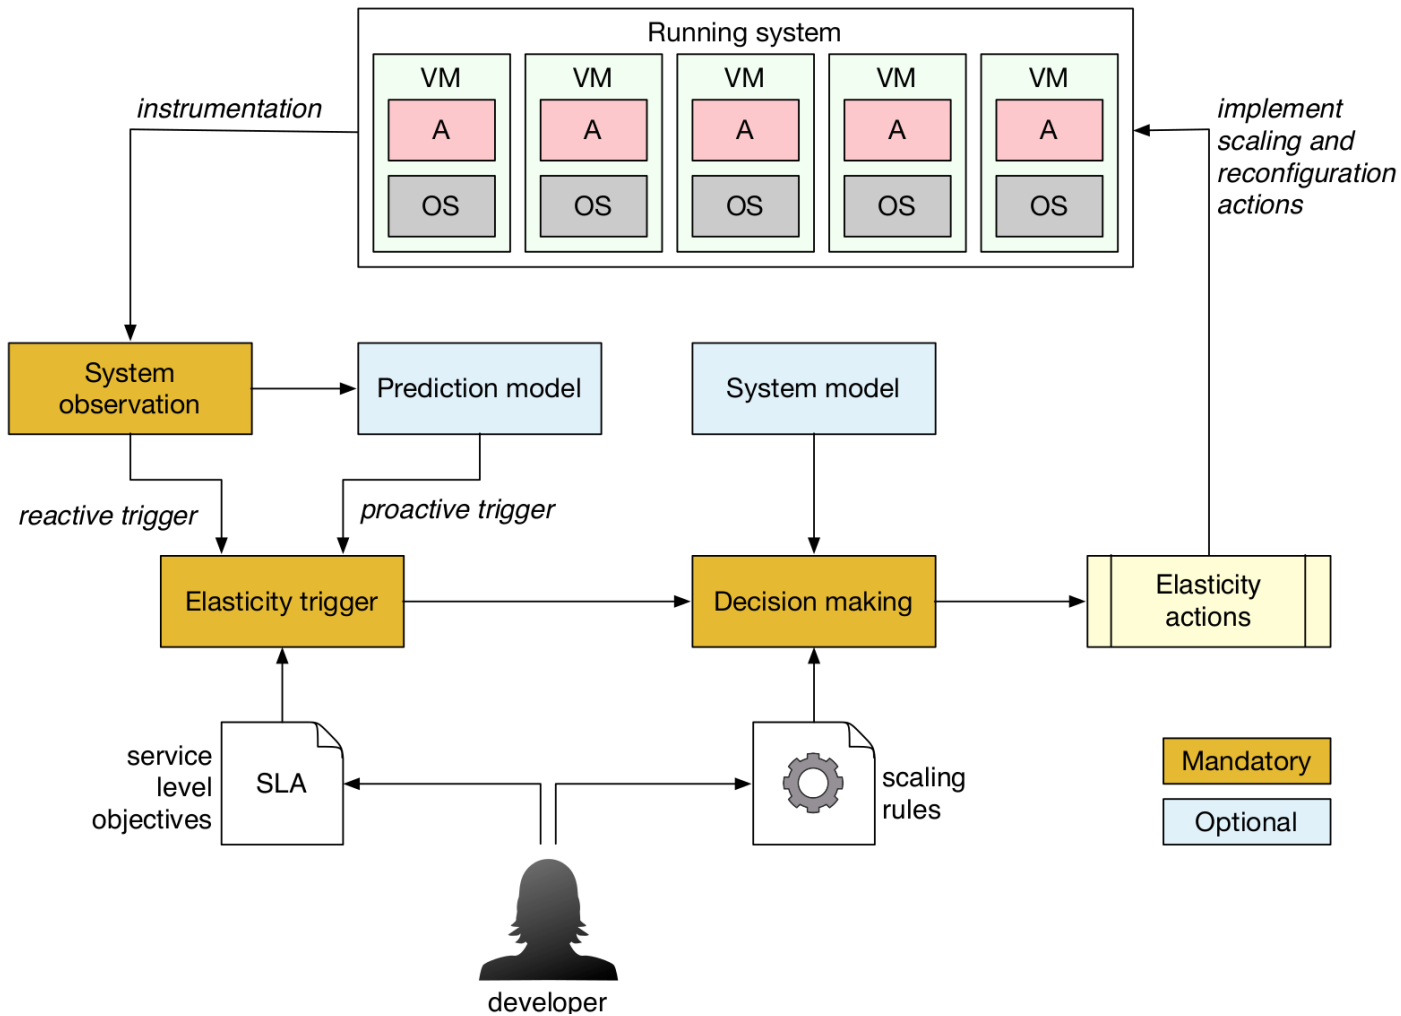 Running system
VM
VM
VM
VM
VM
A
A
A
A
A
OS
OS
OS
OS
OS
instrumentation
implement
scaling and
reconfiguration
actions
System
observation
Prediction model
System model
reactive trigger
proactive trigger
Elasticity trigger
Decision making
Elasticity
actions
service
level
objectives
SLA
scaling
rules
Mandatory
Optional
developer